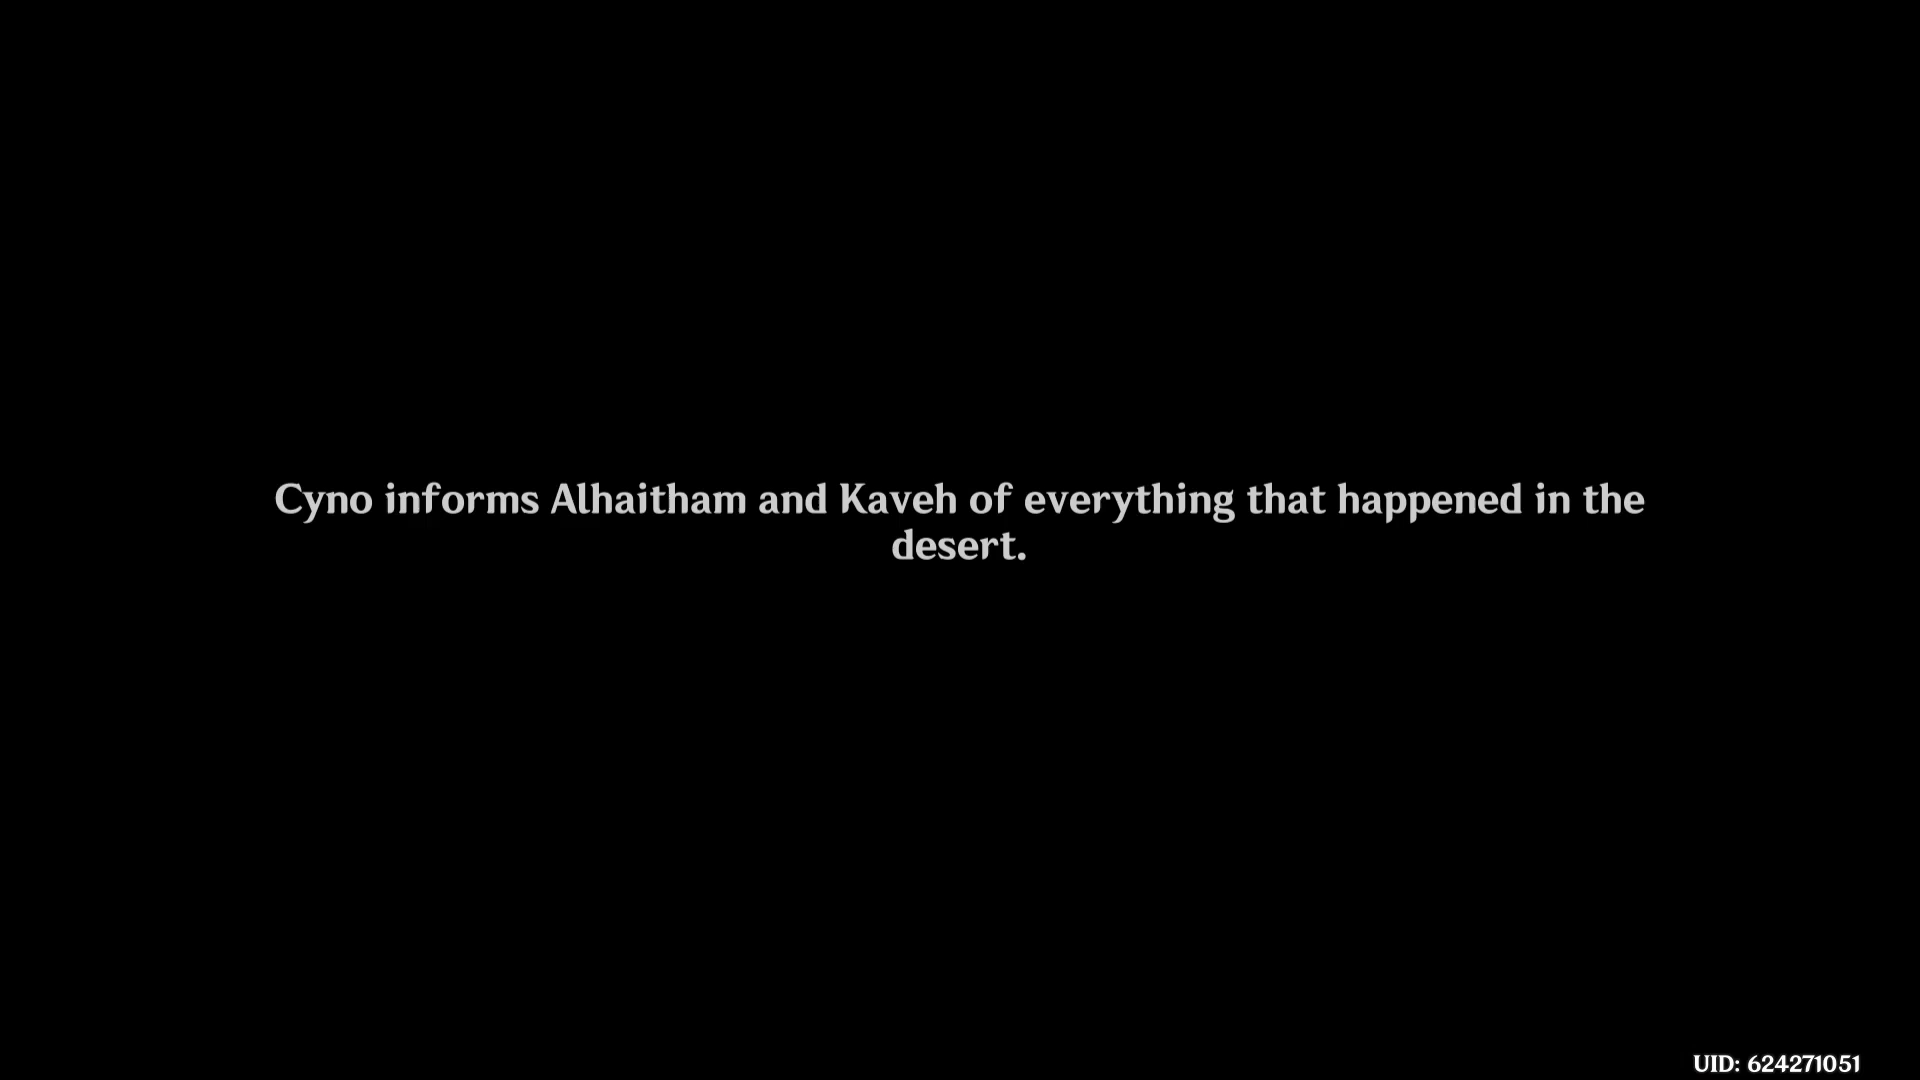 Cyno informs Alhaitham and Kaveh of everything that happened in the
desert.
UID: 624271051